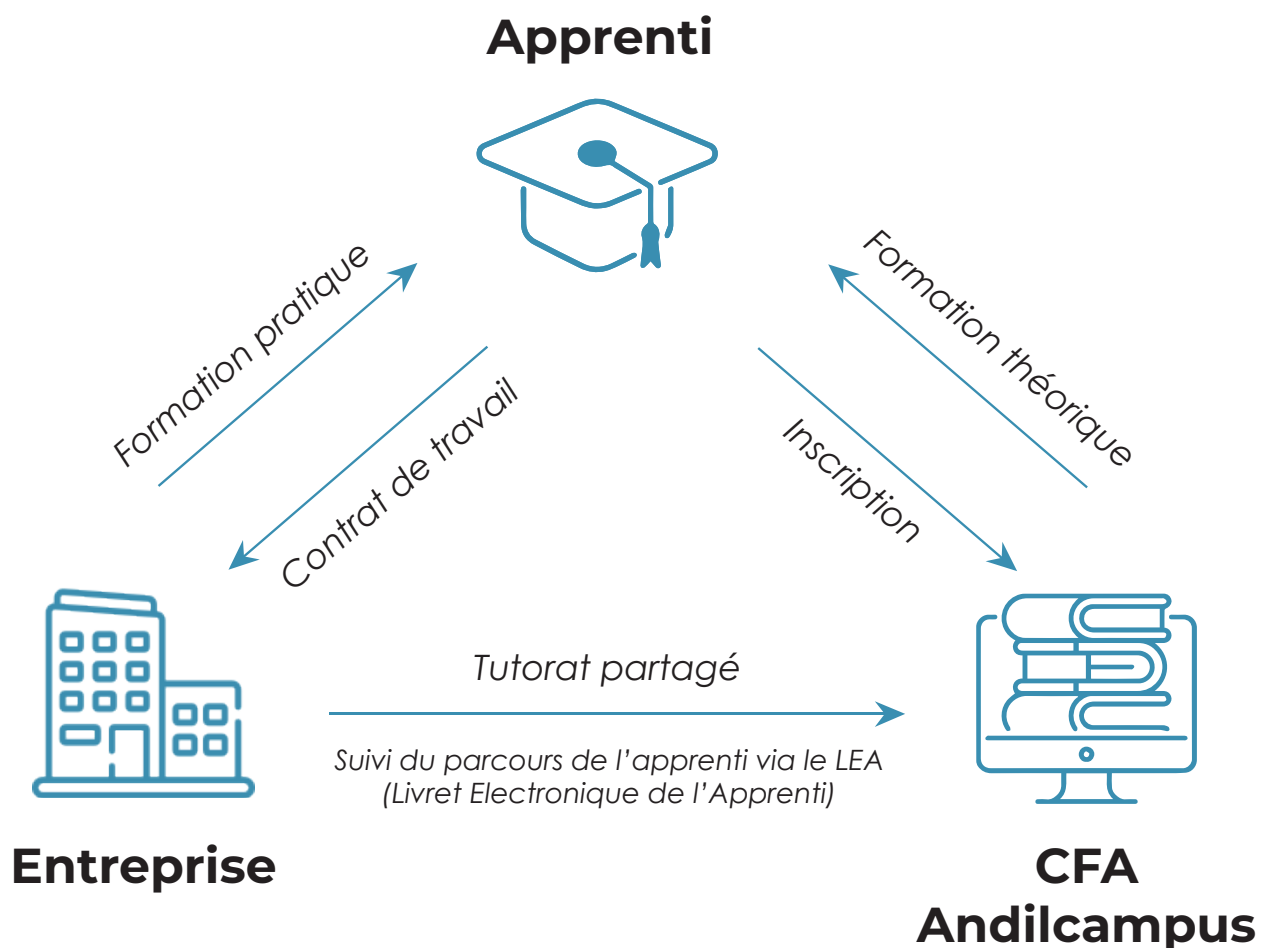 Apprenti
Formation pratique
Contrat de travail
Formation théorique
Inscription
Tutorat partagé
Suivi du parcours de l'apprenti via le LEA
(Livret Electronique de l'Apprenti)
Entreprise
CFA
Andilcampus